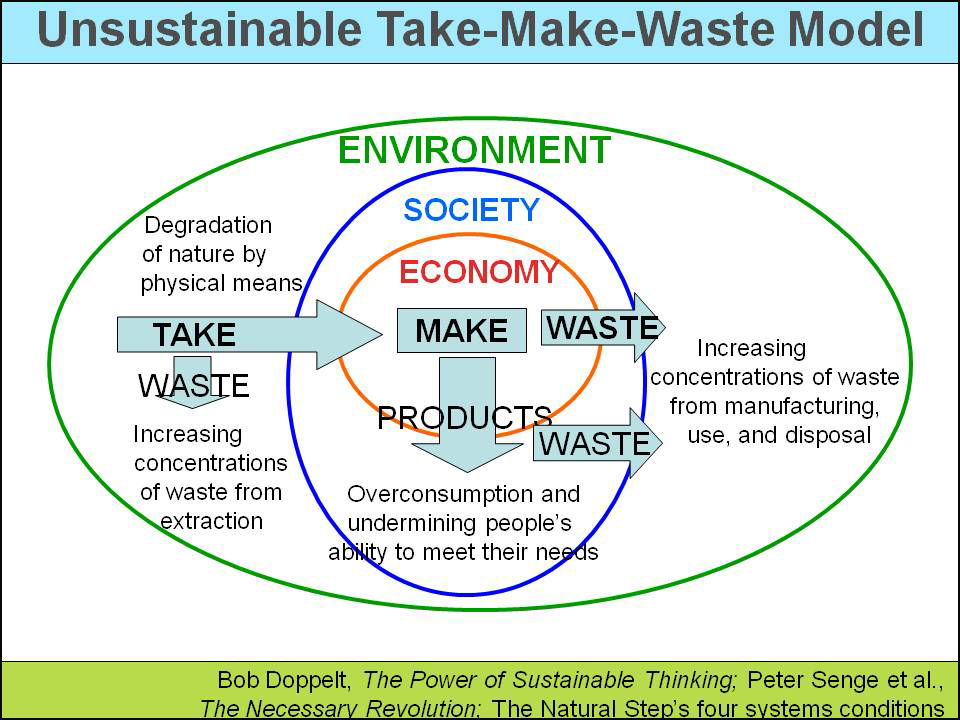 Unsustainable Take-Make-Waste Model
ENVIRONMENT
SOCIETY
ECONOMY
Degradation
of nature by
physical means
TAKE
MAKE
WASTE
WASTE
Increasing
concentrations
of waste from
extraction
PRODUCTS
WASTE
Increasing
concentrations of waste
from manufacturing,
use, and disposal
Overconsumption and
undermining people's
ability to meet their needs
Bob Doppelt, The Power of Sustainable Thinking; Peter Senge et al.,
The Necessary Revolution; The Natural Step's four systems conditions